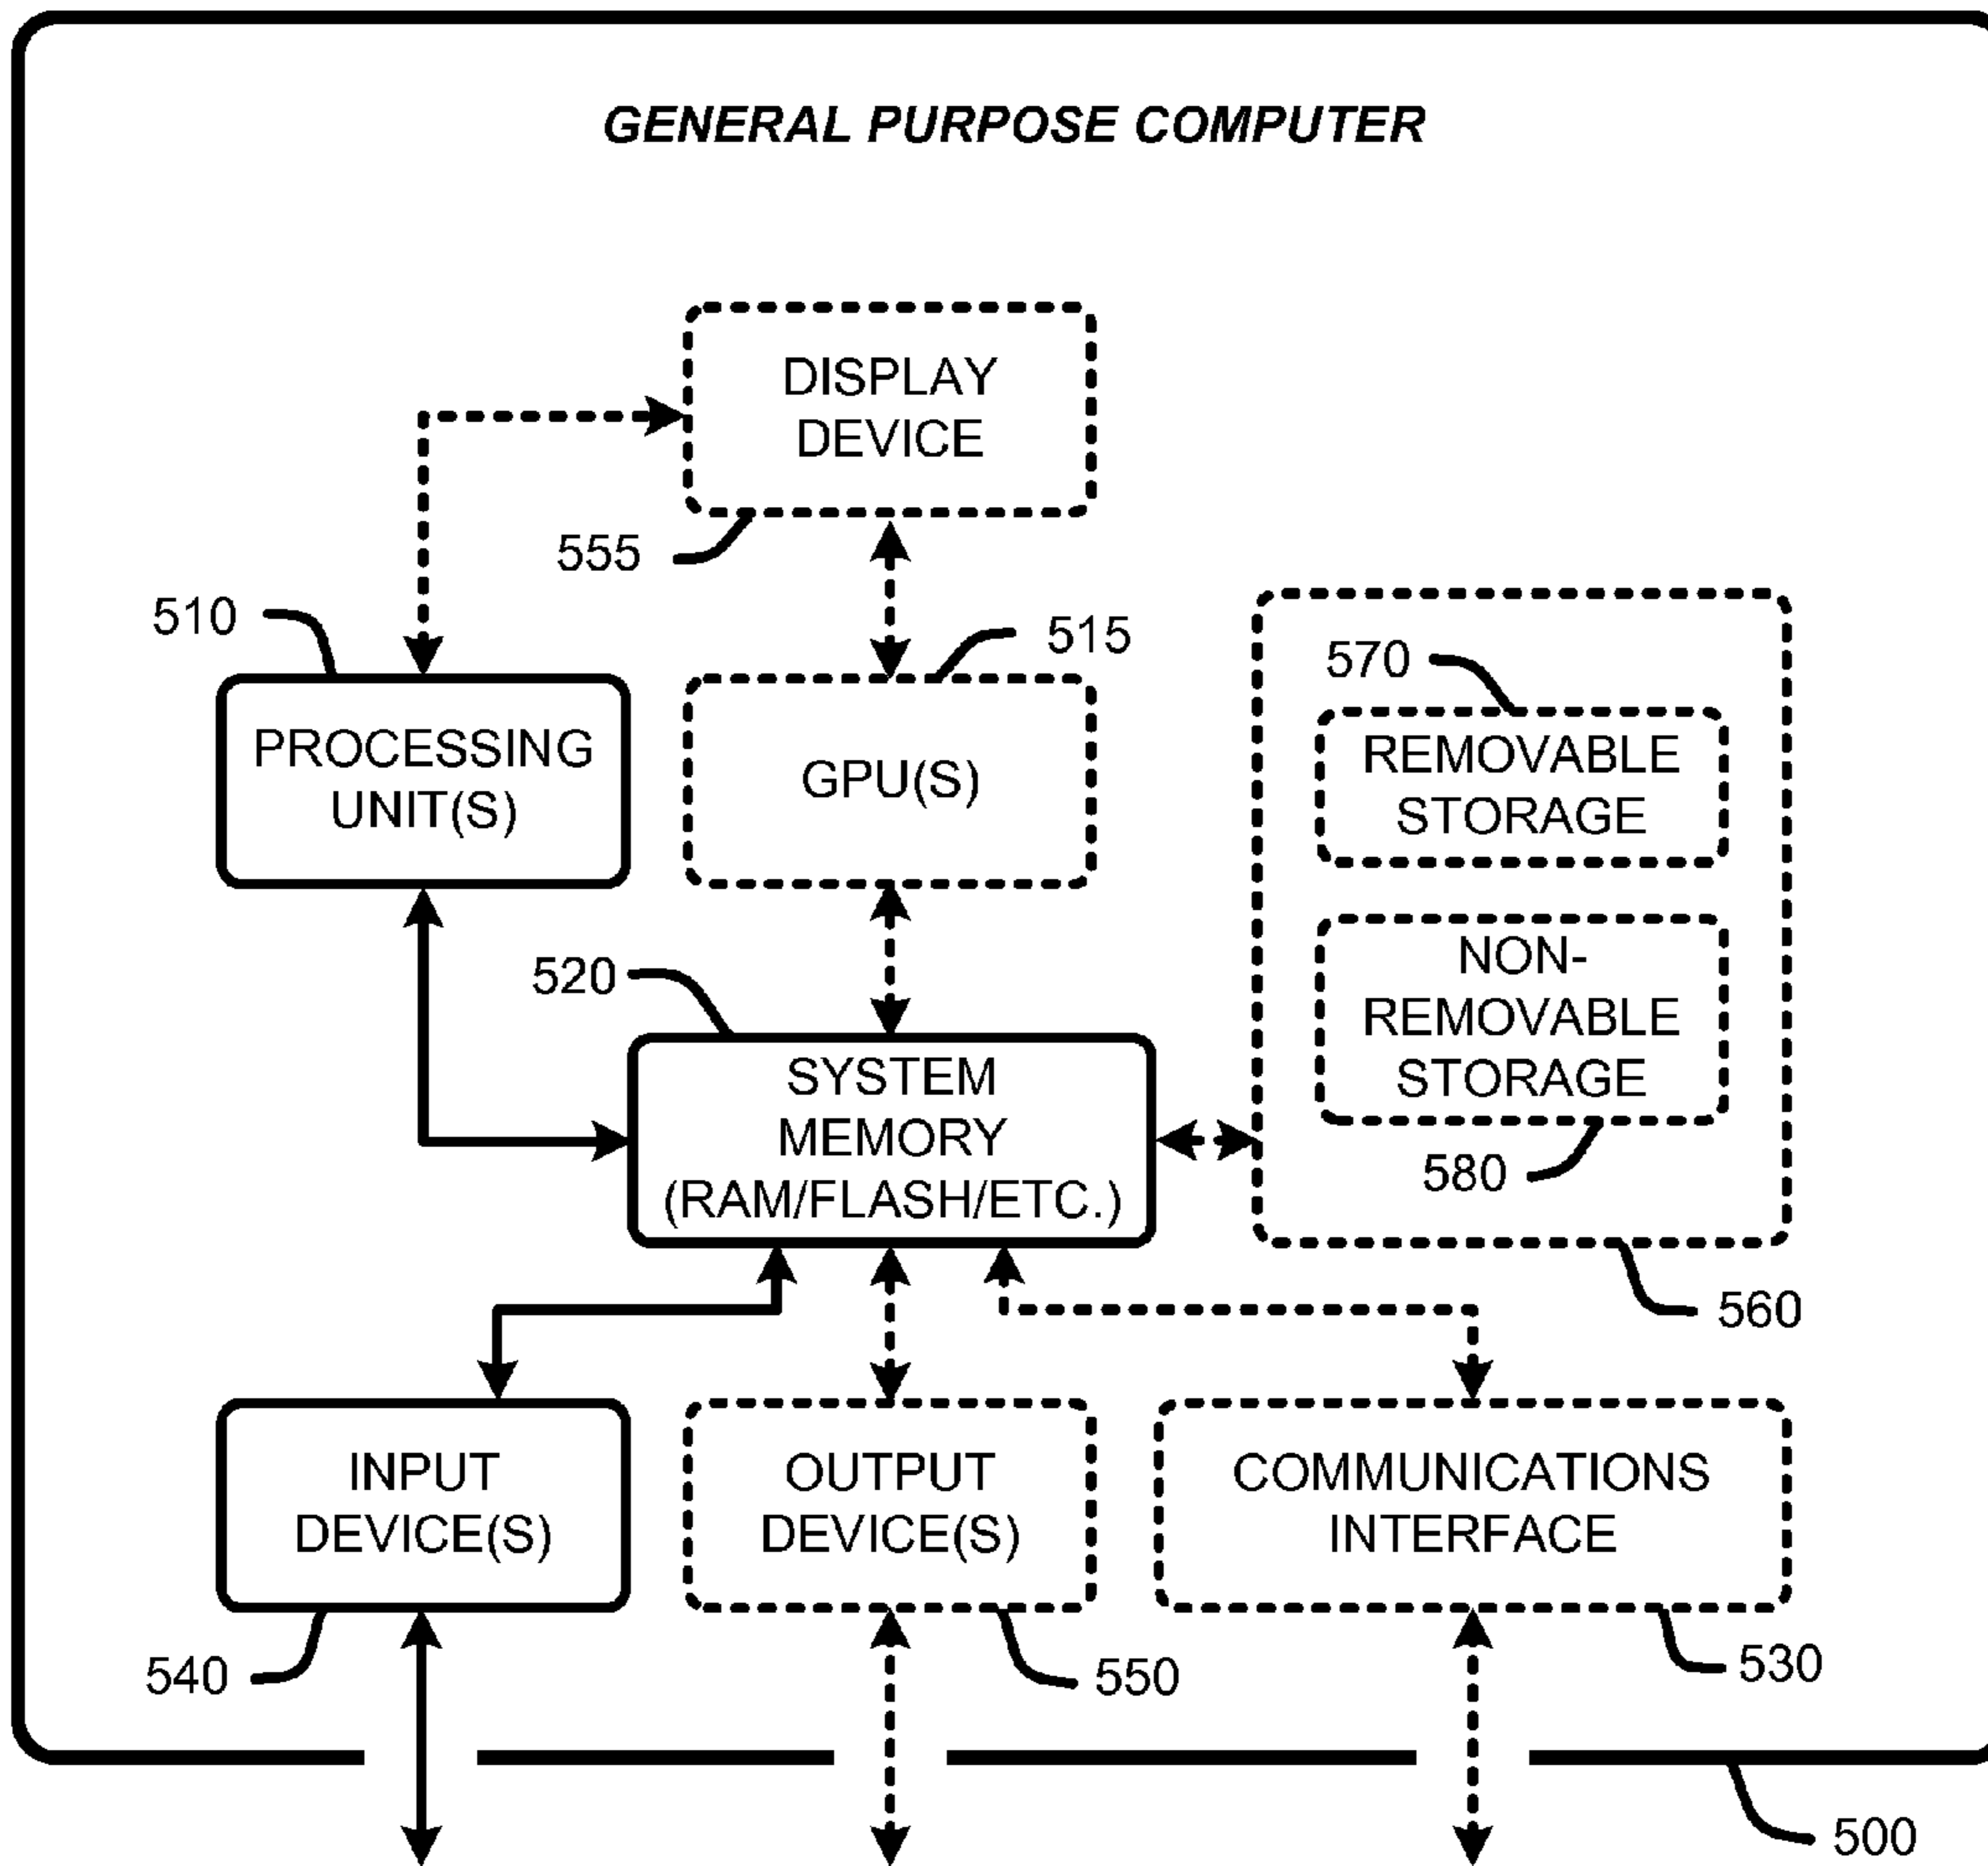 GENERAL PURPOSE COMPUTER
DISPLAY
DEVICE
555
510
515
PROCESSING
UNIT(S)
GPU(S)
570
REMOVABLE
STORAGE
NON-
REMOVABLE
STORAGE
580
520
SYSTEM
MEMORY
(RAM/FLASH/ETC.)
560
INPUT
DEVICE(S)
OUTPUT
DEVICE(S)
COMMUNICATIONS
INTERFACE
540
550
530
500